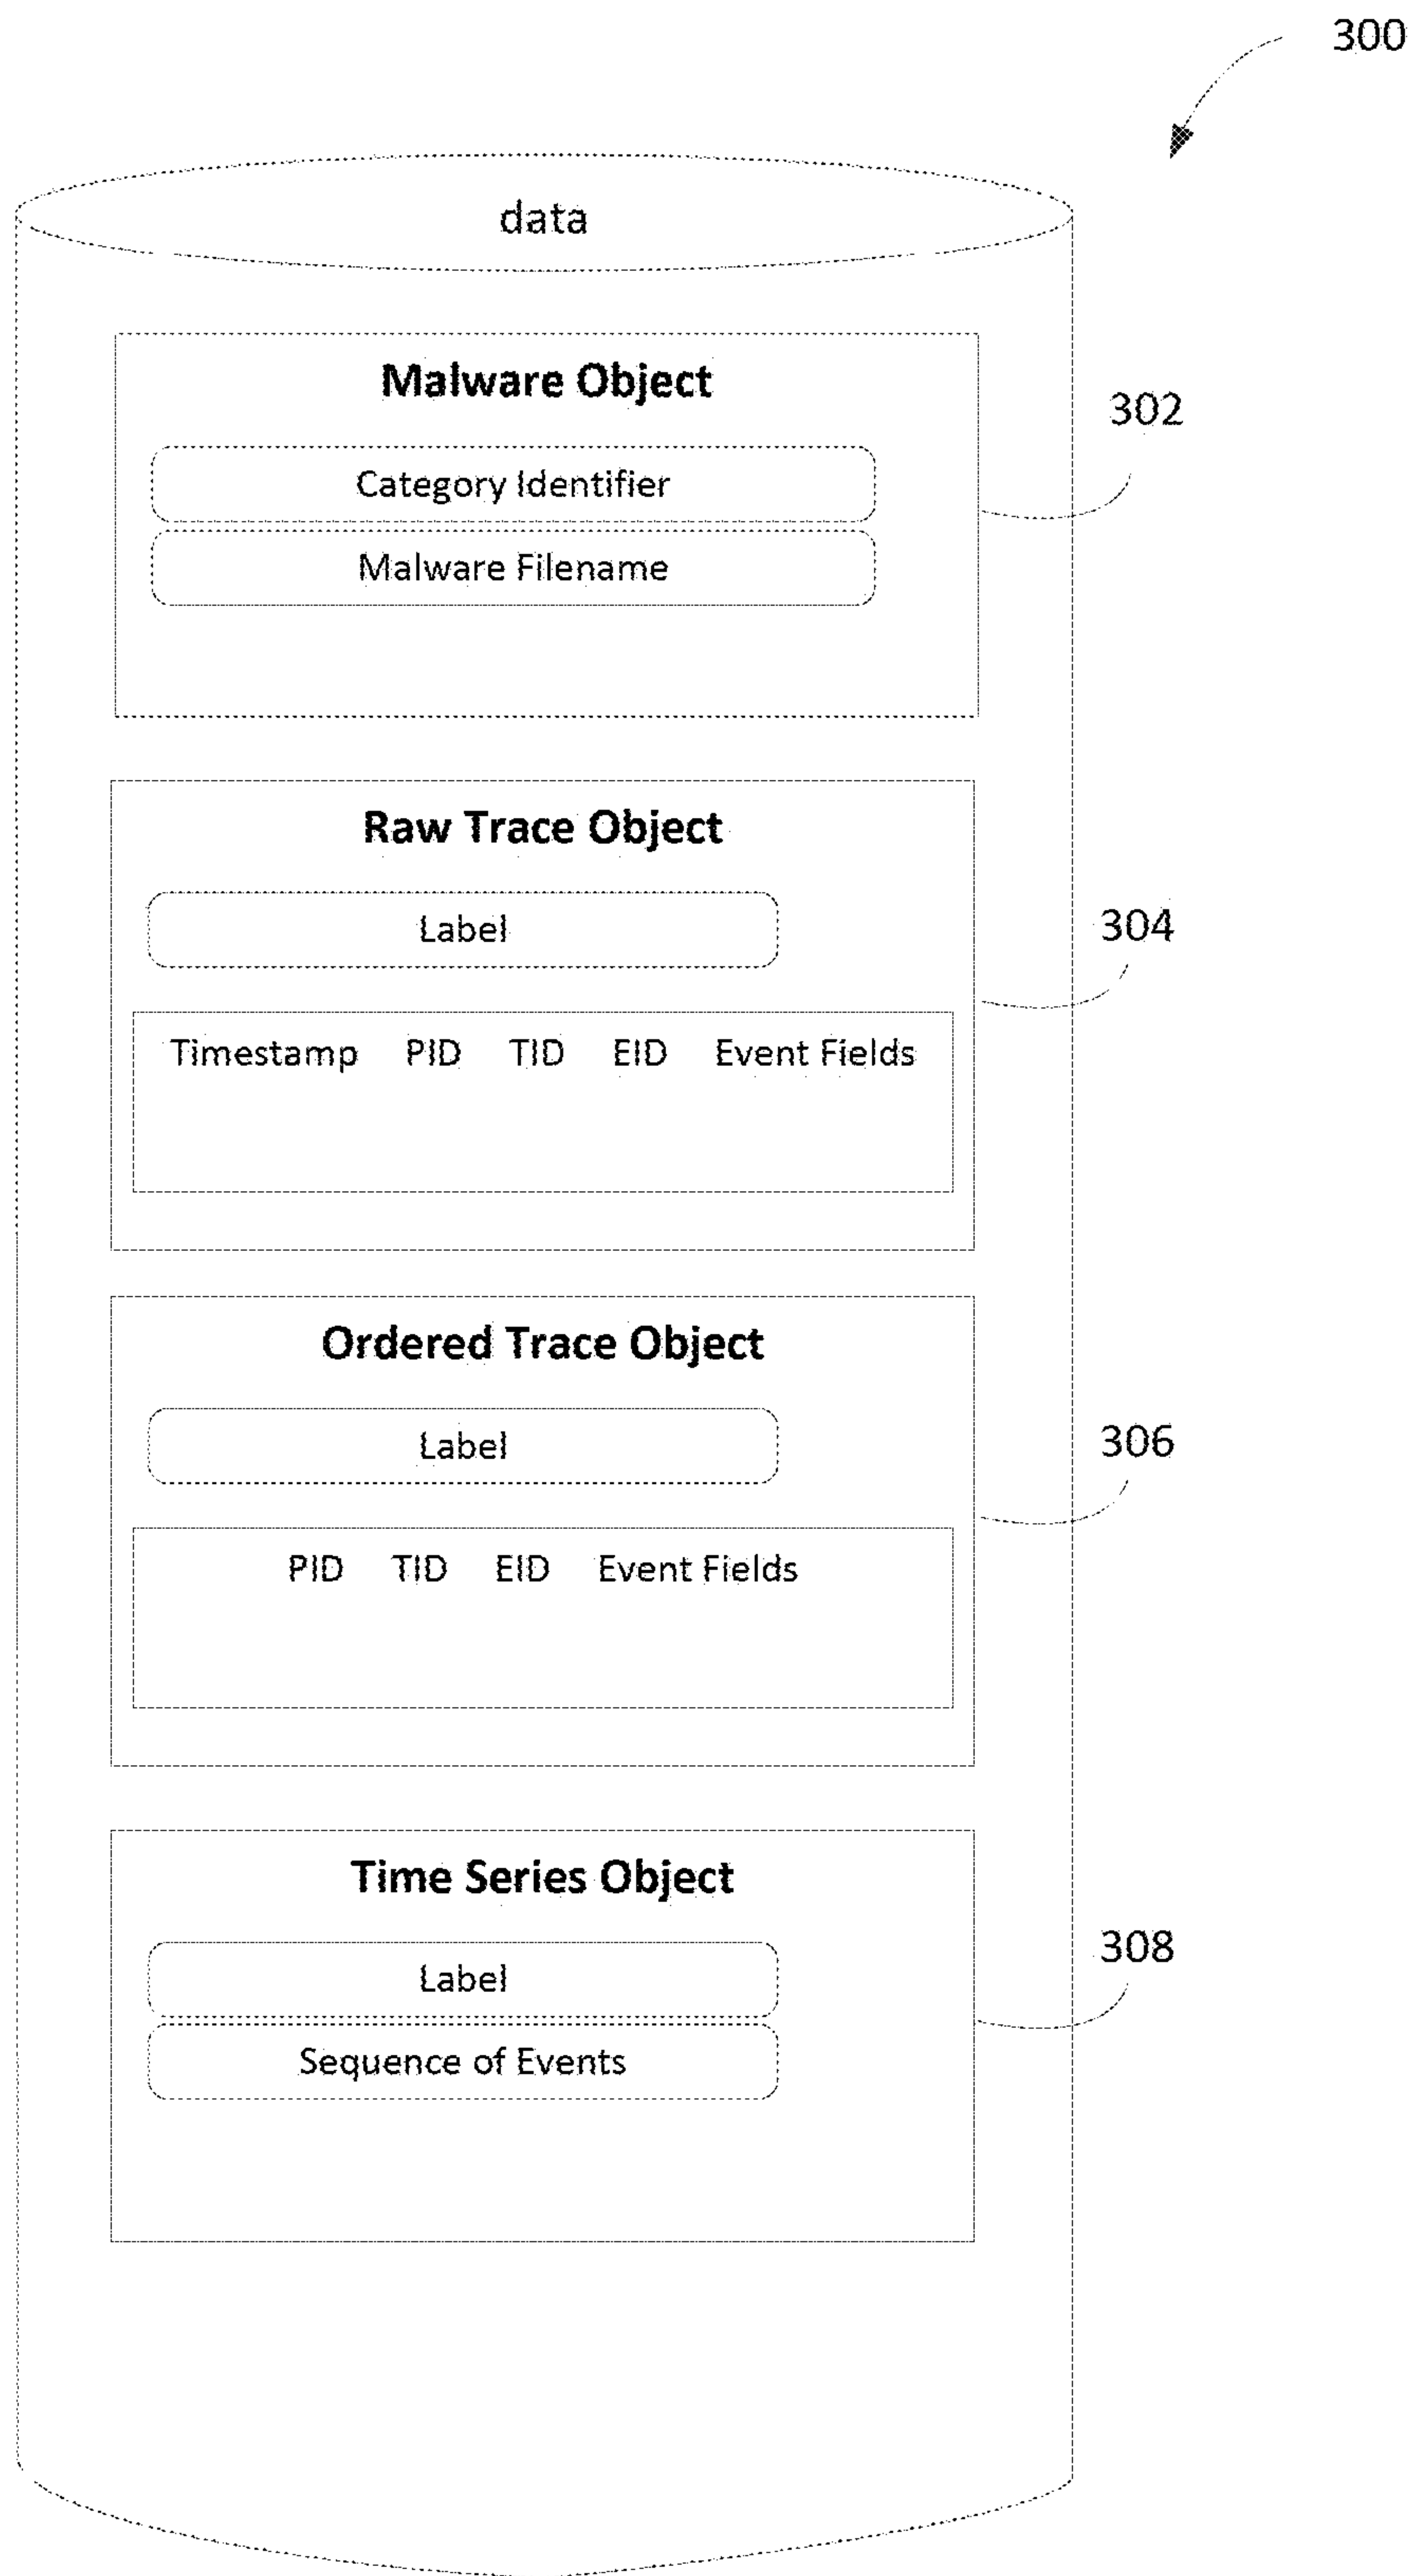 300
data
Malware Object
302
Category Identifier
Malware Filename
Raw Trace Object
Label
304
Timestamp PID TID EID Event Fields
Ordered Trace Object
Label
306
PID TID EID Event Fields
Time Series Object
Label
308
Sequence of Events